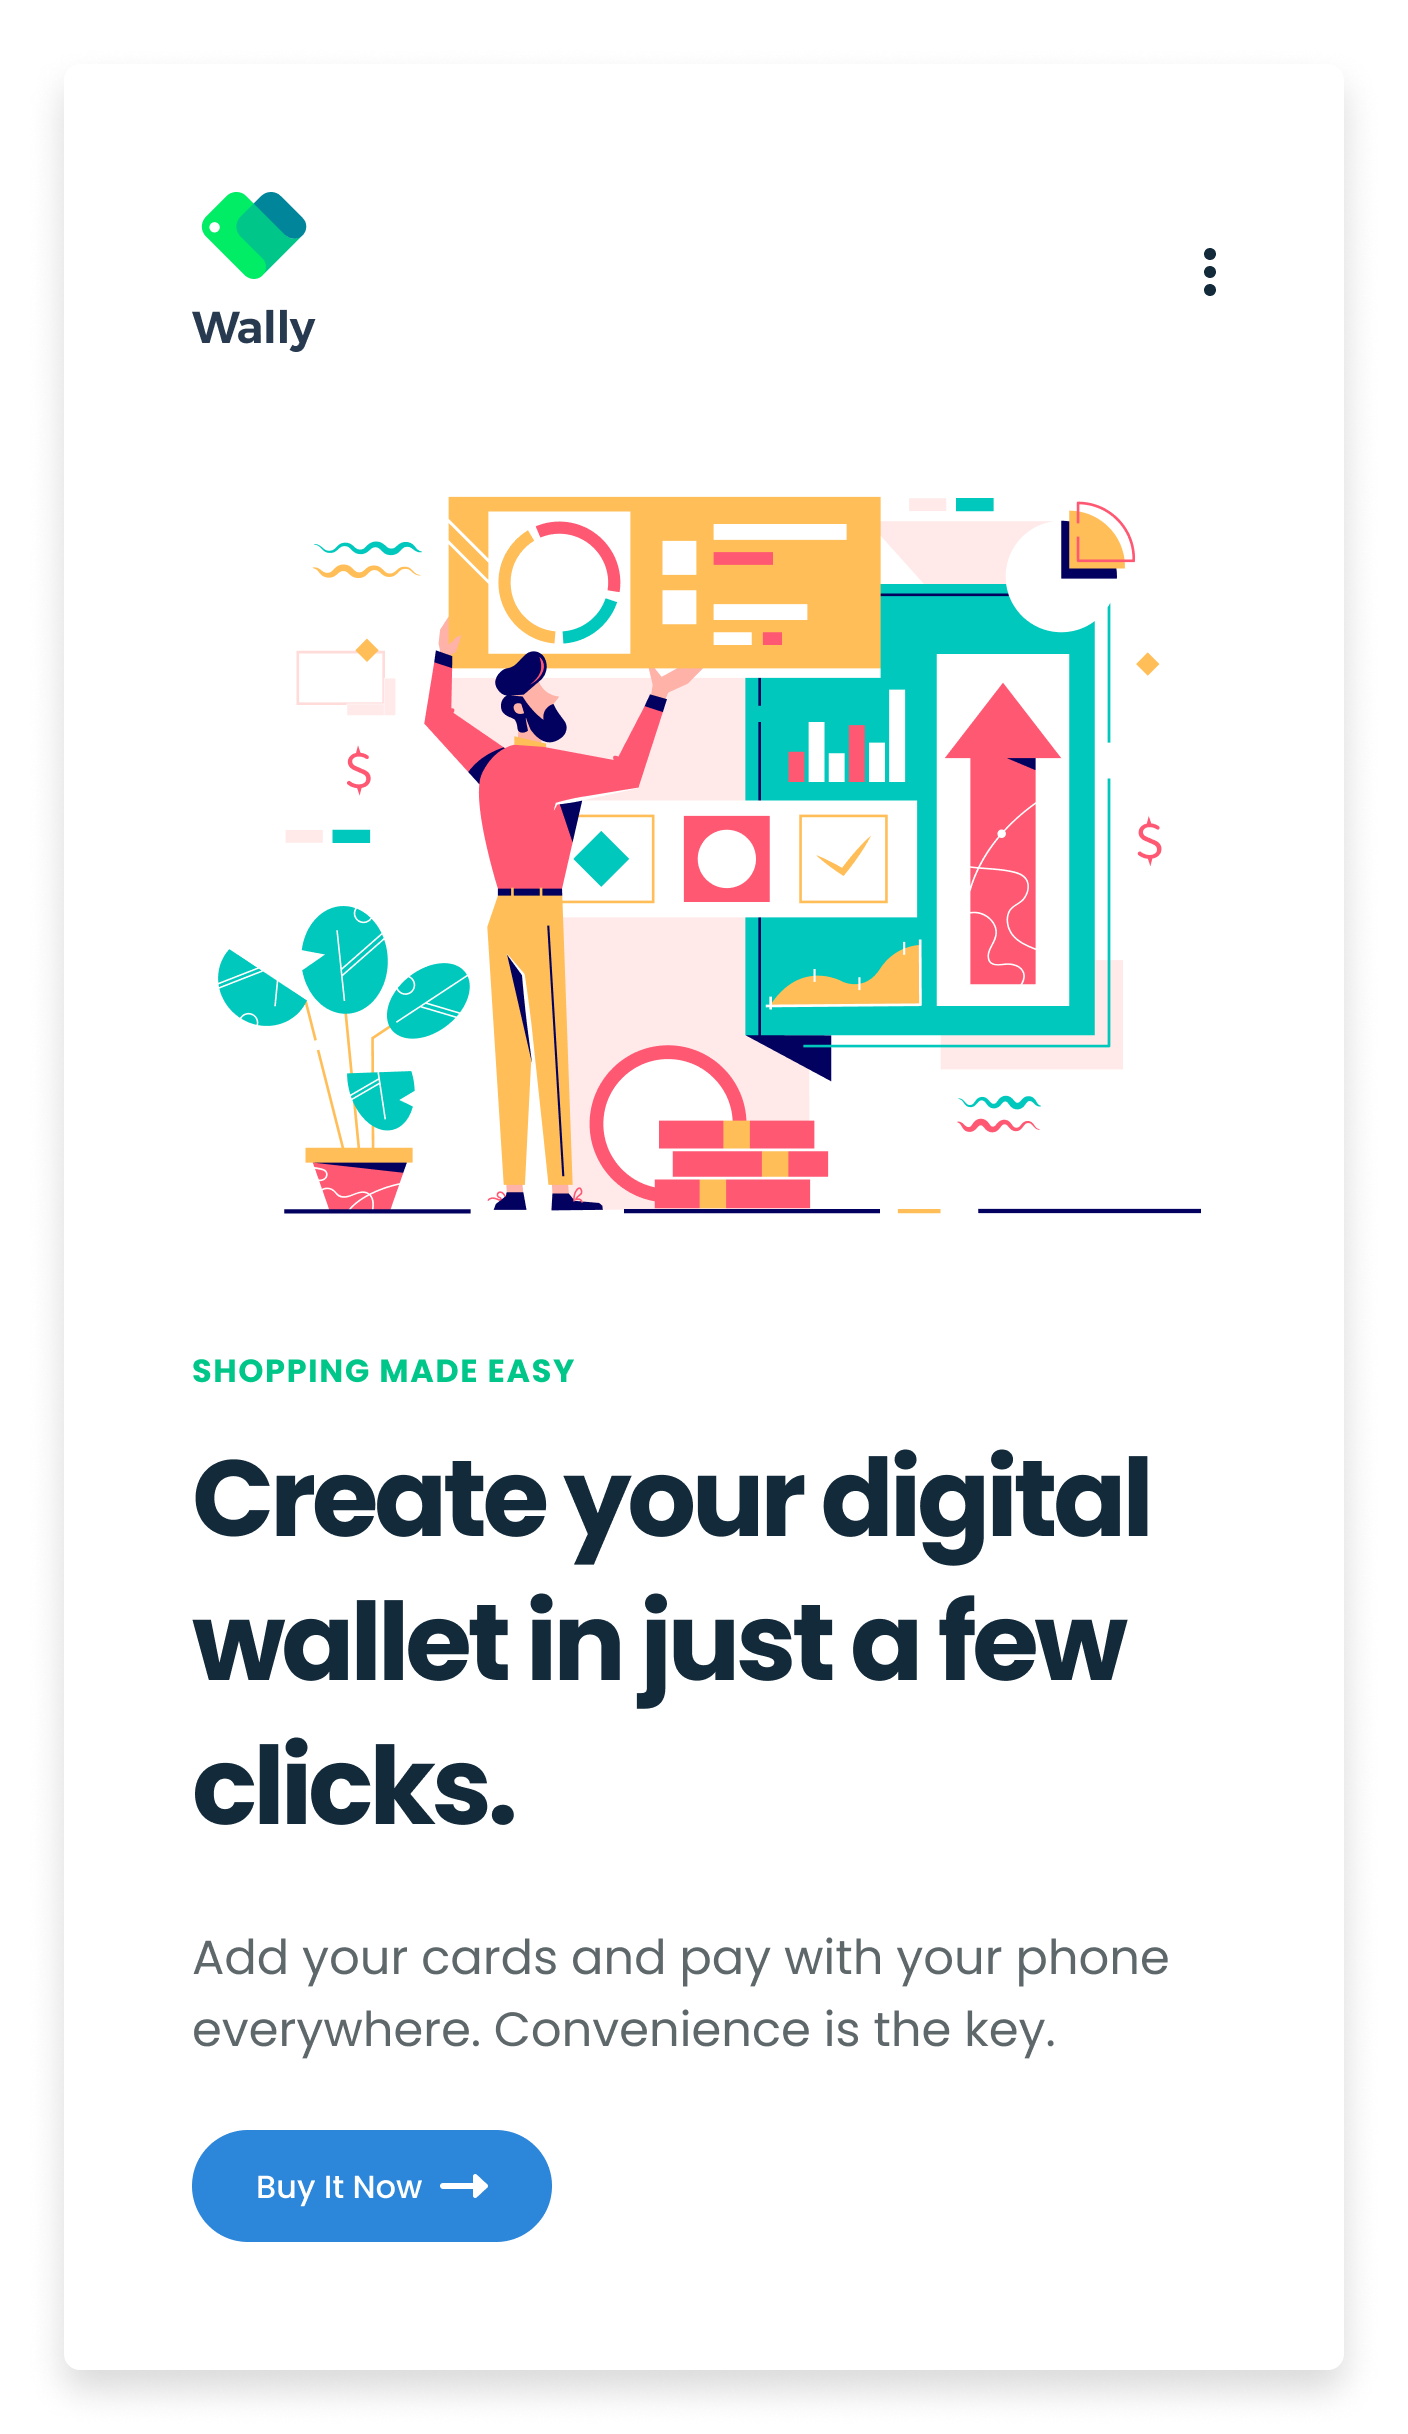 Wally
$
$
SHOPPING MADE EASY
Create your digital
wallet in just a few
clicks.
Add your cards and pay with your phone
everywhere. Convenience is the key.
Buy It Now